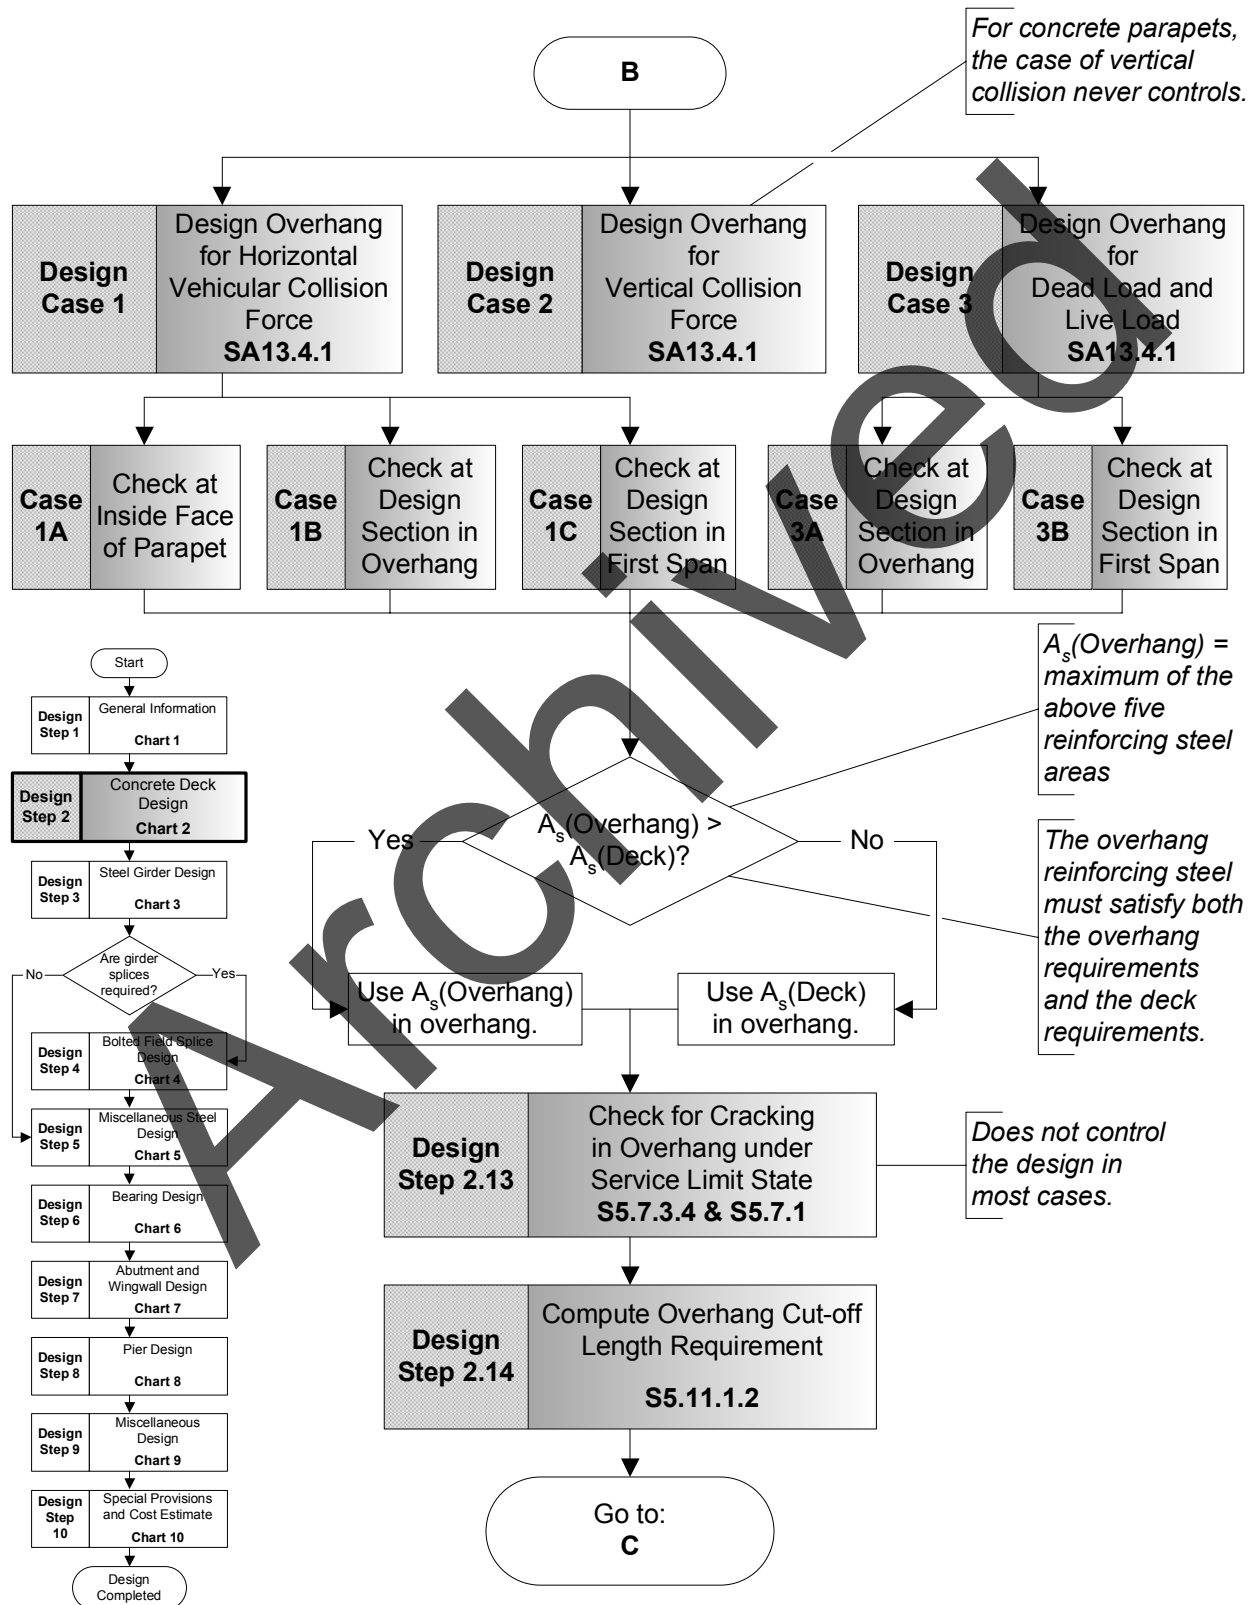 B
For concrete parapets,
the case of vertical
collision never controls.
Design
Case 1
Design Overhang
for Horizontal
Vehicular Collision
Force
SA13.4.1
Design
Case 2
Design Overhang
for
Vertical Collision
Force
SA13.4.1
Design
Case 3
Design Overhang
for
Dead Load and
Live Load
SA13.4.1
Case
1A
Check at
Inside Face
of Parapet
Case
1B
Check at
Design
Section in
Overhang
Case
1C
Check at
Design
Section in
First Span
Case
3A
Check at
Design
Section in
Overhang
Case
3B
Check at
Design
Section in
First Span
As(Overhang) =
maximum of the
above five
reinforcing steel
areas
As(Overhang) >
As(Deck)?
Yes
No
The overhang
reinforcing steel
must satisfy both
the overhang
requirements
and the deck
requirements.
Use As(Overhang)
in overhang.
Use As(Deck)
in overhang.
Design
Step 2.13
Check for Cracking
in Overhang under
Service Limit State
S5.7.3.4 & S5.7.1
Does not control
the design in
most cases.
Design
Step 2.14
Compute Overhang Cut-off
Length Requirement
S5.11.1.2
Go to:
C
Start
Design
Step 1
General Information
Chart 1
Design
Step 2
Concrete Deck
Design
Chart 2
Design
Step 3
Steel Girder Design
Chart 3
Are girder
splices
required?
No
Yes
Design
Step 4
Bolted Field Splice
Design
Chart 4
Design
Step 5
Miscellaneous Steel
Design
Chart 5
Design
Step 6
Bearing Design
Chart 6
Design
Step 7
Abutment and
Wingwall Design
Chart 7
Design
Step 8
Pier Design
Chart 8
Design
Step 9
Miscellaneous
Design
Chart 9
Design
Step
10
Special Provisions
and Cost Estimate
Chart 10
Design
Completed
Archived